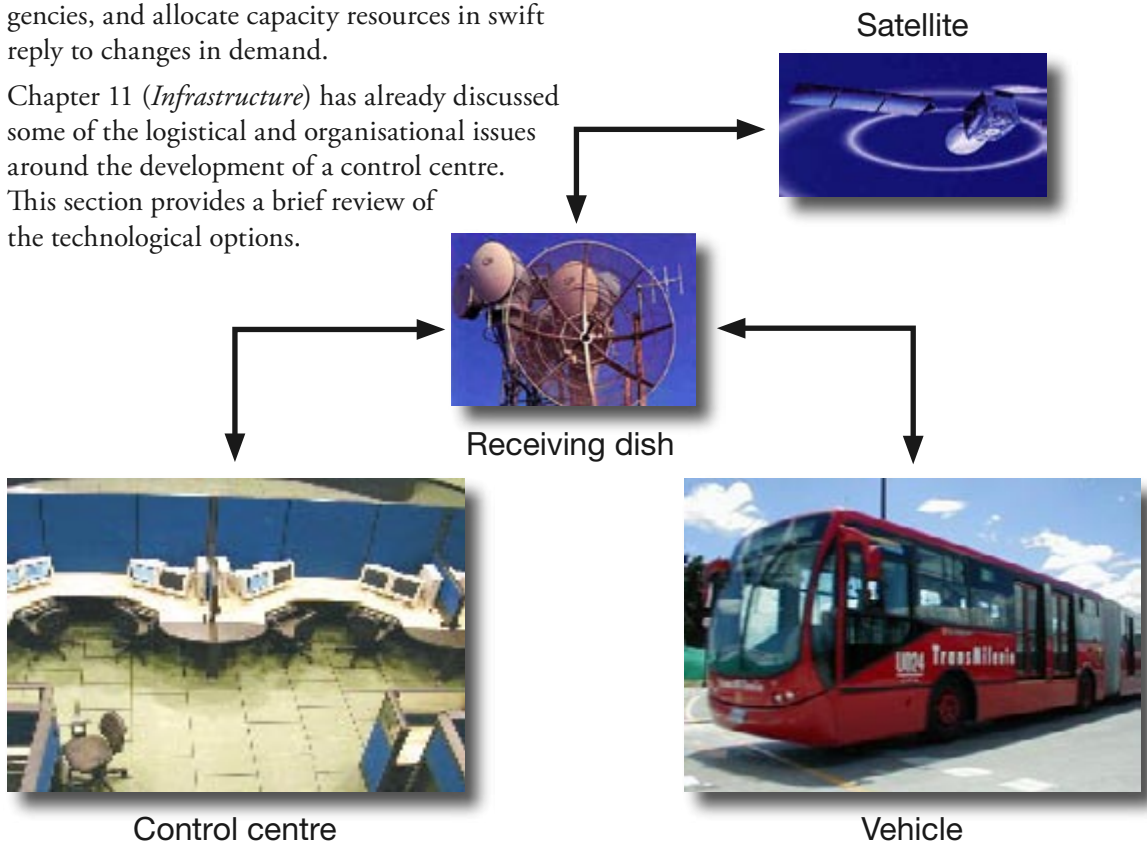 gencies, and allocate capacity resources in swift
reply to changes in demand.
Chapter 11 (Infrastructure) has already discussed
some of the logistical and organisational issues
around the development of a control centre.
This section provides a brief review of
the technological options.
Satellite
Receiving dish
Control centre
U024 TransMilenio
Vehicle